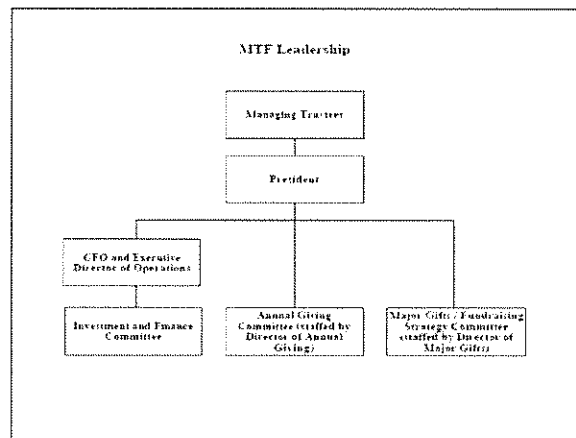 MTF Leadership
Managing Trustees
President
CFO and Executive
Director of Operations
Investment and Finance
Committee
Annual Giving
Committee (staffed by
Director of Annual
Giving)
Major Gifts / Fundraising
Strategy Committee
(staffed by Director of
Major Gifts)